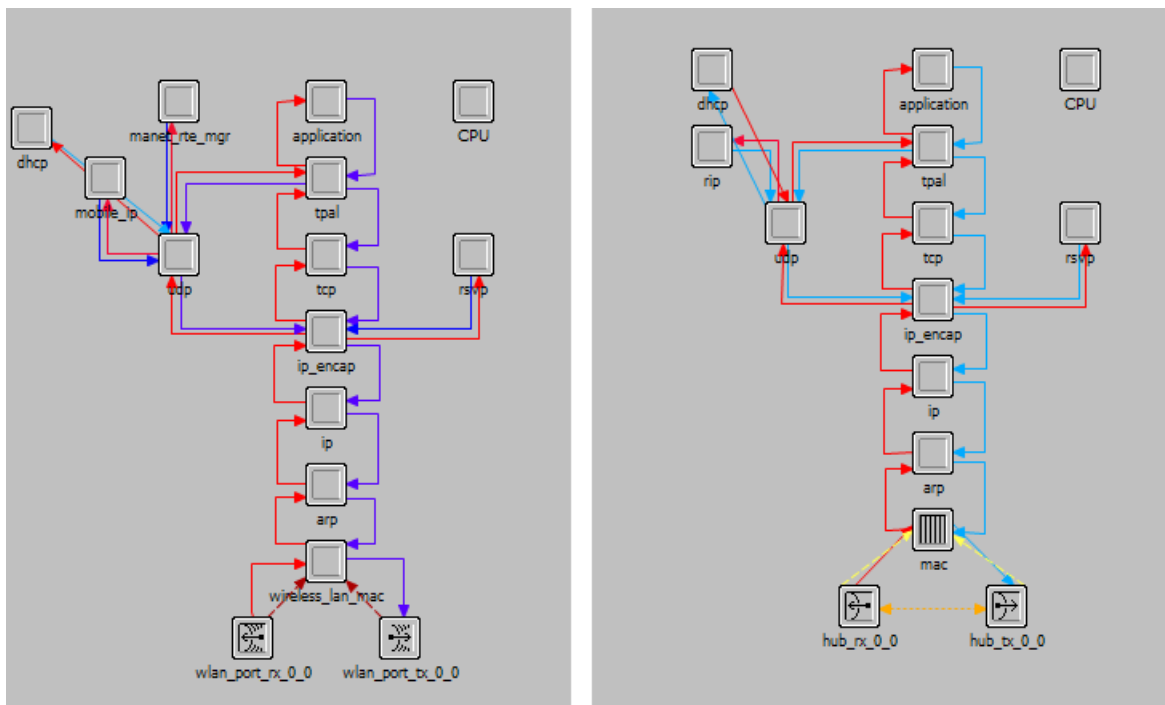 manet_rte_mgr
application
CPU
dhcp
mobile_ip
tpal
udp
tcp
rsvp
ip_encap
ip
arp
wireless_lan_mac
wlan_port_rx_0_0
wlan_port_tx_0_0
dhcp
application
CPU
rip
tpal
udp
tcp
rsvp
ip_encap
ip
arp
mac
hub_rx_0_0
hub_tx_0_0